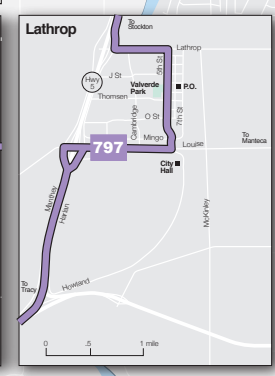 Lathrop
To
Stockton
Lathrop
5th St
J St
Hwy
5
Valverde
Park
P.O.
Thomsen
Cambridge
O St
7th St
Mingo
797
Louise
To
Manteca
City
Hall
Manthey
Harlan
McKinley
To
Tracy
Howland
0 .5 1 mile